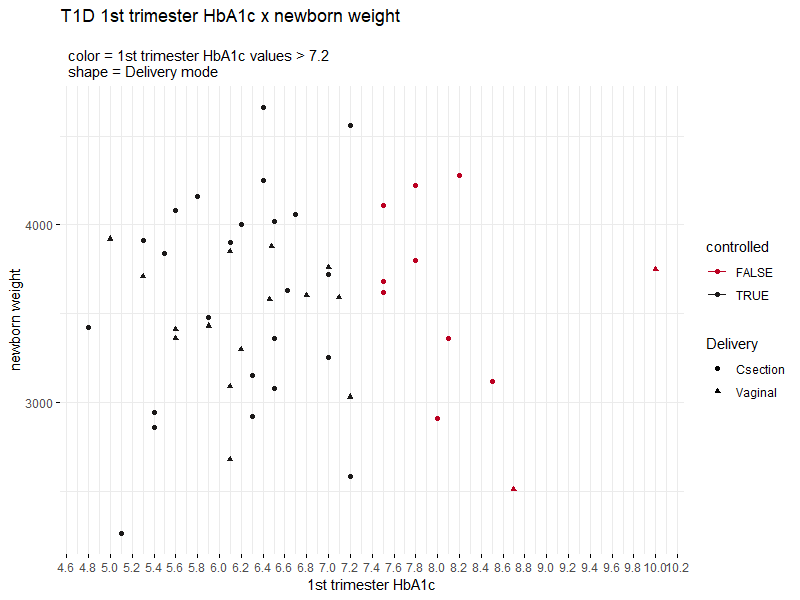 T1D 1st trimester HbA1c x newborn weight
color = 1st trimester HbA1c values > 7.2
shape = Delivery mode
newborn weight
4000
3000
controlled
FALSE
TRUE
Delivery
Csection
Vaginal
4.6 4.8 5.0 5.2 5.4 5.6 5.8 6.0 6.2 6.4 6.6 6.8 7.0 7.2 7.4 7.6 7.8 8.0 8.2 8.4 8.6 8.8 9.0 9.2 9.4 9.6 9.8 10.0 10.2
1st trimester HbA1c